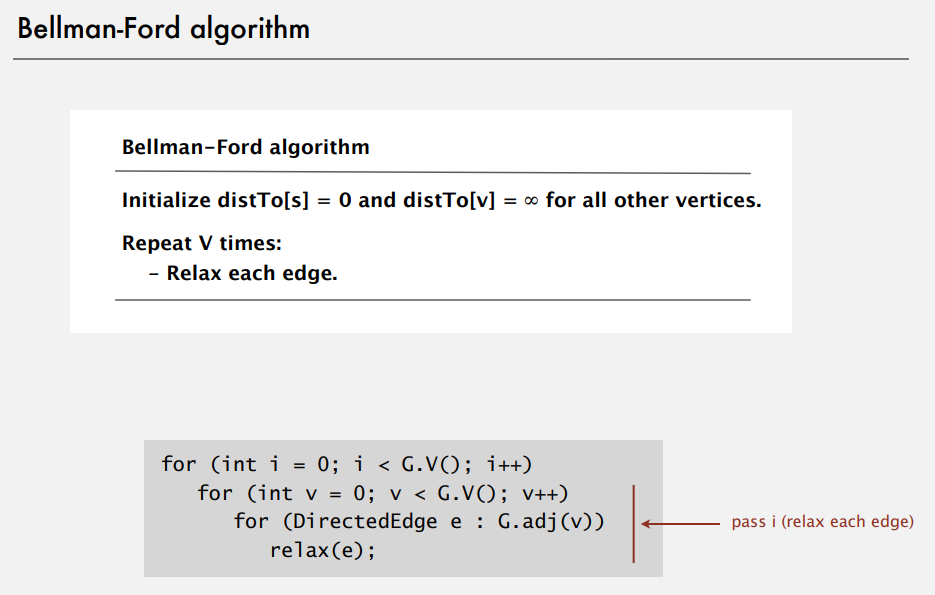 Bellman-Ford algorithm
Bellman-Ford algorithm
Initialize distTo[s] = 0 and distTo[v] = ∞ for all other vertices.
Repeat V times:
– Relax each edge.
for (int i = 0; i < G.V(); i++)
for (int v = 0; v < G.V(); v++)
for (DirectedEdge e : G.adj(v))
relax(e);
pass i (relax each edge)